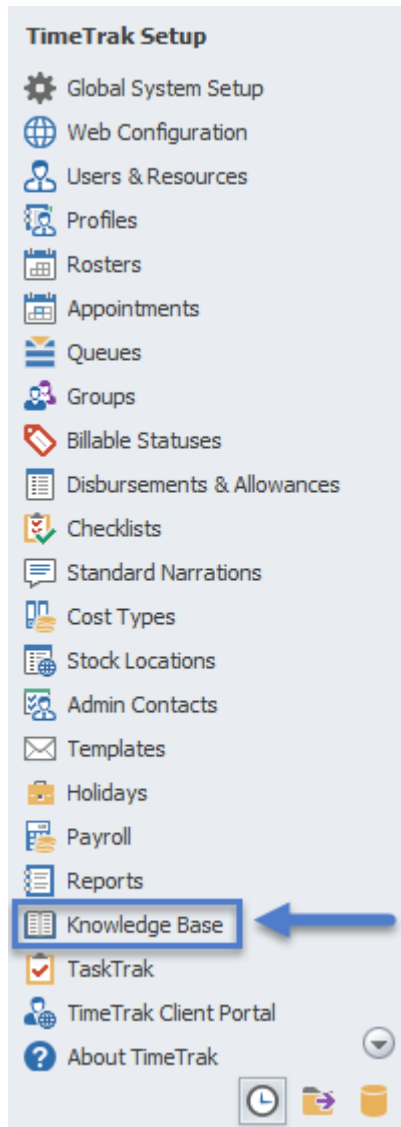 TimeTrak Setup
Global System Setup
Web Configuration
Users & Resources
Profiles
Rosters
Appointments
Queues
Groups
Billable Statuses
Disbursements & Allowances
Checklists
Standard Narrations
Cost Types
Stock Locations
Admin Contacts
Templates
Holidays
Payroll
Reports
Knowledge Base
TaskTrak
TimeTrak Client Portal
About TimeTrak